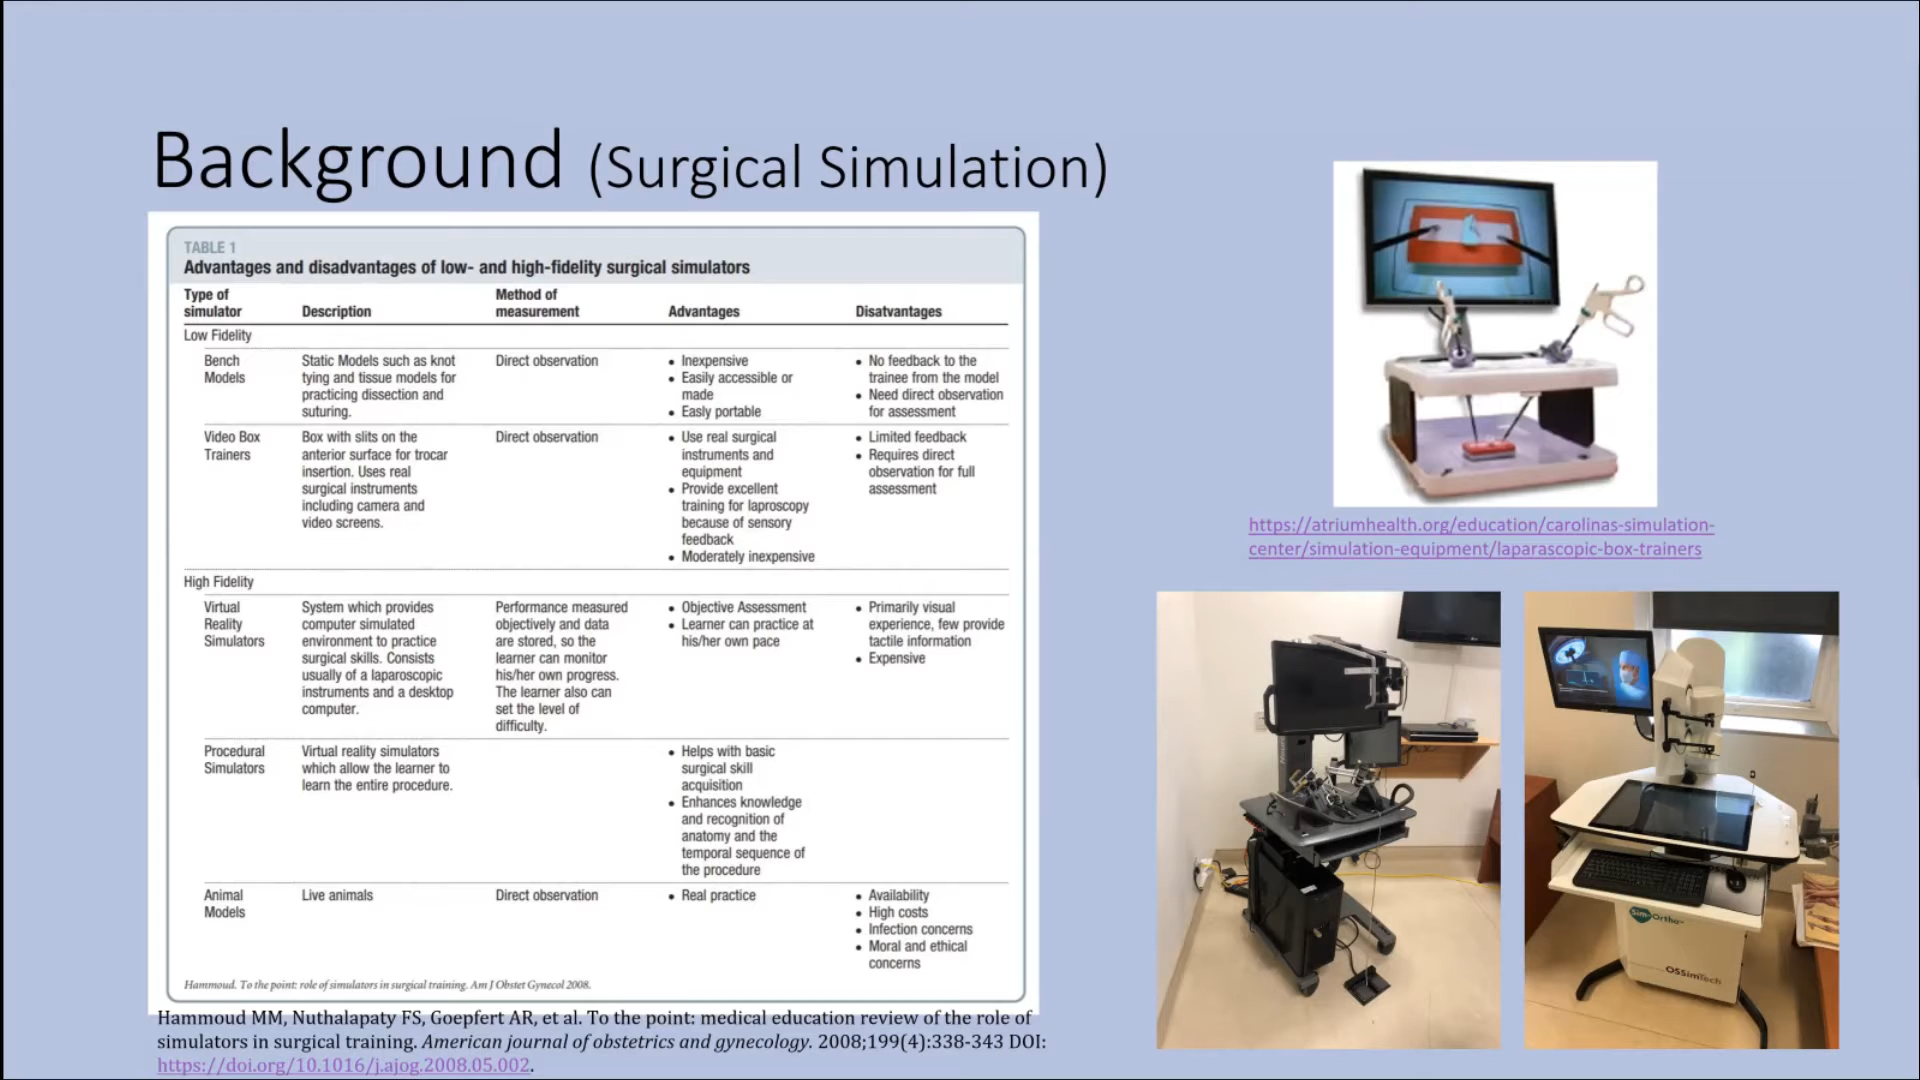 Background (Surgical Simulation)
TABLE 1
Advantages and disadvantages of low- and high-fidelity surgical simulators
Type of
simulator
Description
Method of
measurement
Advantages
Disatvantages
Low Fidelity
Bench
Models
Static Models such as knot
tying and tissue models for
practicing dissection and
suturing.
Direct observation
• Inexpensive
• Easily accessible or
made
• Easly portable
• No feedback to the
trainee from the model
• Need direct observation
for assessment
Video Box
Trainers
Box with slits on the
anterior surface for trocar
insertion. Uses real
surgical instruments
including camera and
video screens.
Direct observation
• Use real surgical
instruments and
equipment
• Provide excellent
training for laproscopy
because of sensory
feedback
• Moderately inexpensive
• Limited feedback
• Requires direct
observation for full
assessment
High Fidelity
Virtual
Reality
Simulators
System which provides
computer simulated
environment to practice
surgical skills. Consists
usually of a laparoscopic
instruments and a desktop
computer.
Performance measured
objectively and data
are stored, so the
learner can monitor
his/her own progress.
The learner also can
set the level of
difficulty.
• Objective Assessment
• Learner can practice at
his/her own pace
• Primarily visual
experience, few provide
tactile information
• Expensive
Procedural
Simulators
Virtual reality simulators
which allow the learner to
learn the entire procedure.
• Helps with basic
surgical skill
acquisition
• Enhances knowledge
and recognition of
anatomy and the
temporal sequence of
the procedure
Animal
Models
Live animals
Direct observation
• Real practice
• Availability
• High costs
• Infection concerns
• Moral and ethical
concerns
Hammoud. To the point: role of simulators in surgical training. Am J Obstet Gynecol 2008.
Hammoud MM, Nuthalapaty FS, Goepfert AR, et al. To the point: medical education review of the role of
simulators in surgical training. American journal of obstetrics and gynecology. 2008;199(4):338-343 DOI:
https://doi.org/10.1016/j.ajog.2008.05.002.
https://atriumhealth.org/education/carolinas-simulation-
center/simulation-equipment/laparascopic-box-trainers
Sim-Ortho
OSSimTech